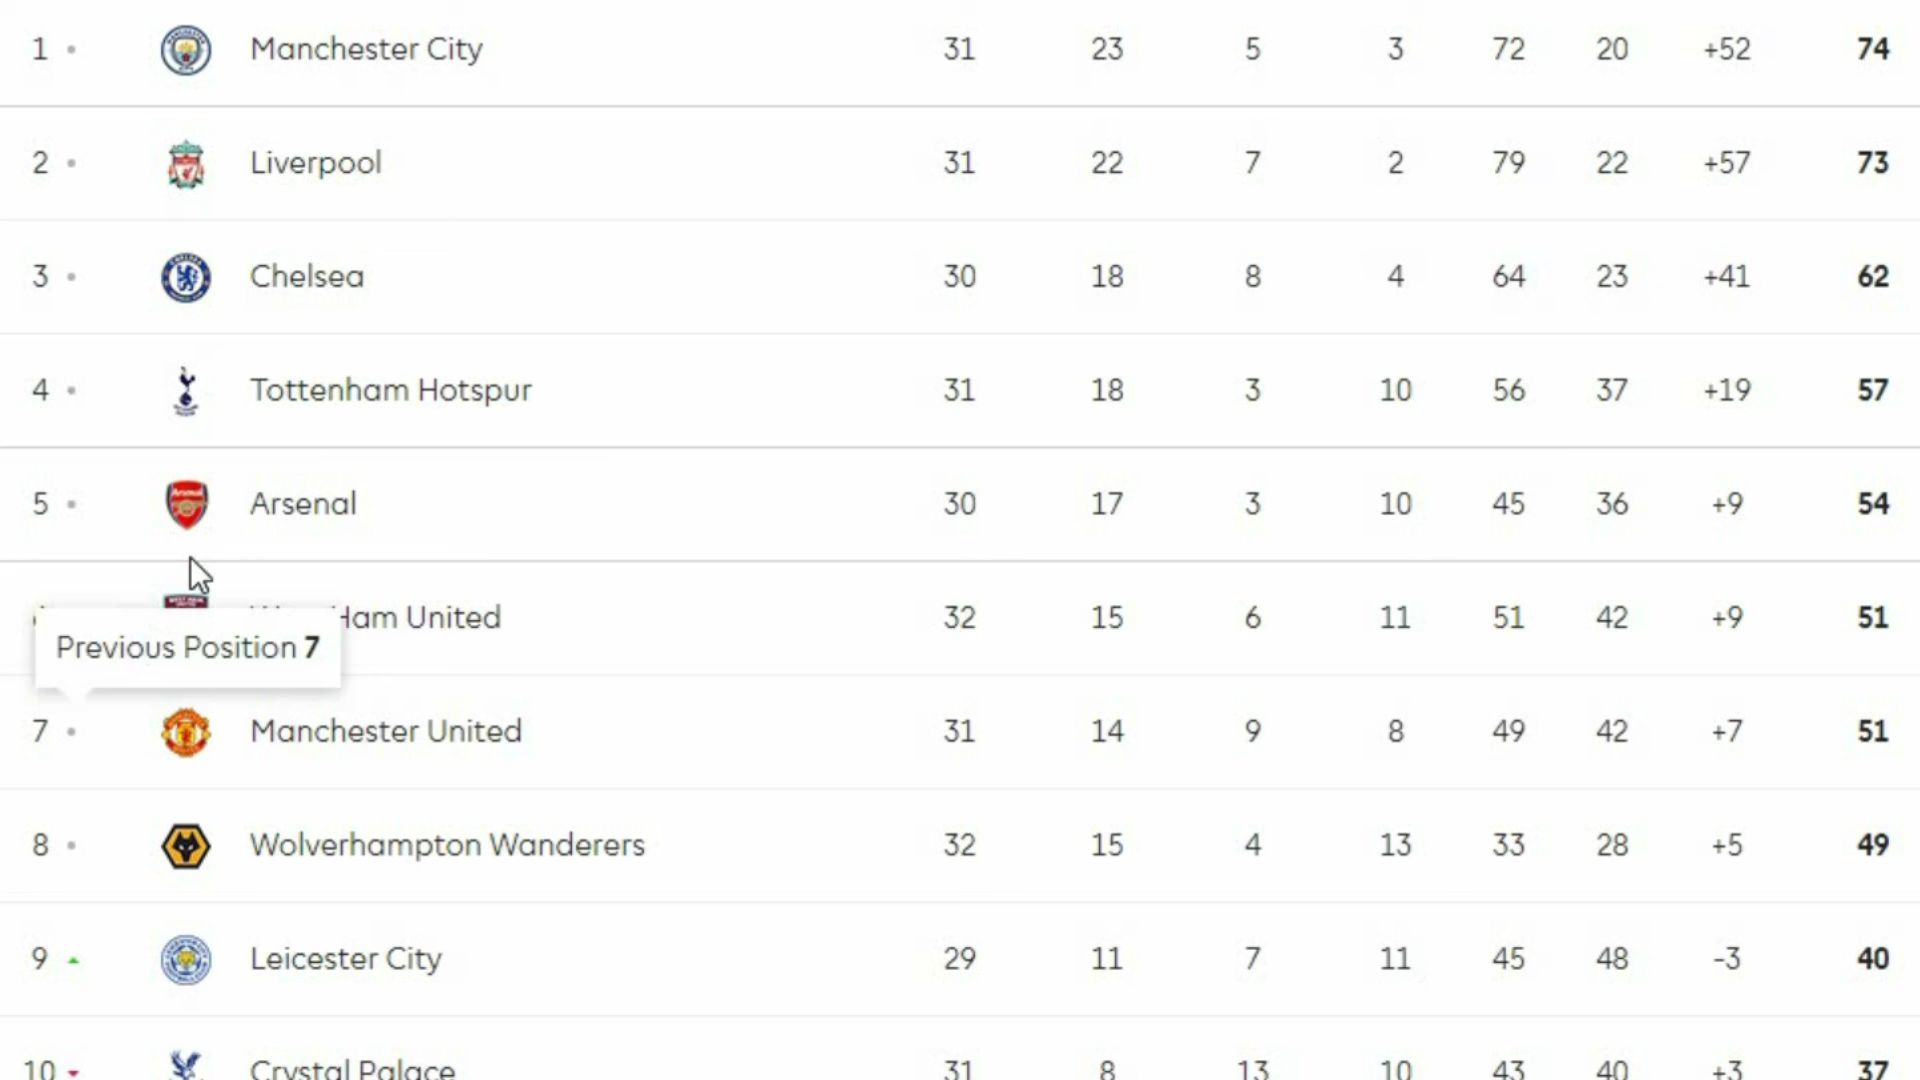 1 Manchester City 31 23 5 3 72 20 +52 74
2 Liverpool 31 22 7 2 79 22 +57 73
3 Chelsea 30 18 8 4 64 23 +41 62
4 Tottenham Hotspur 31 18 3 10 56 37 +19 57
5 Arsenal 30 17 3 10 45 36 +9 54
Ham United 32 15 6 11 51 42 +9 51
Previous Position 7
7 Manchester United 31 14 9 8 49 42 +7 51
8 Wolverhampton Wanderers 32 15 4 13 33 28 +5 49
9 Leicester City 29 11 7 11 45 48 -3 40
10 Crystal Palace 31 8 13 10 43 40 +3 37